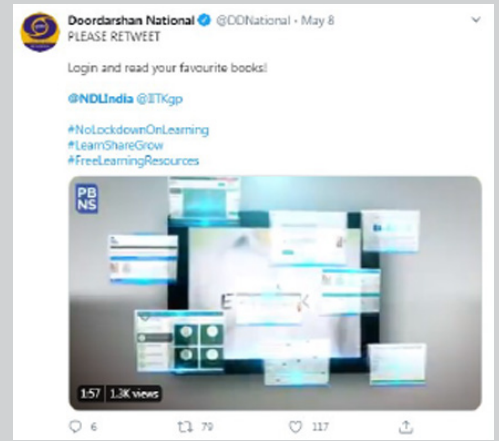 Doordarshan National @DDNational · May 8
PLEASE RETWEET
Login and read your favourite books!
@NDLIndia @IITKgp
#NoLockdownOnLearning
#LearnShareGrow
#FreeLearningResources
PB
NS
1:57 1.3K views
6 79 117